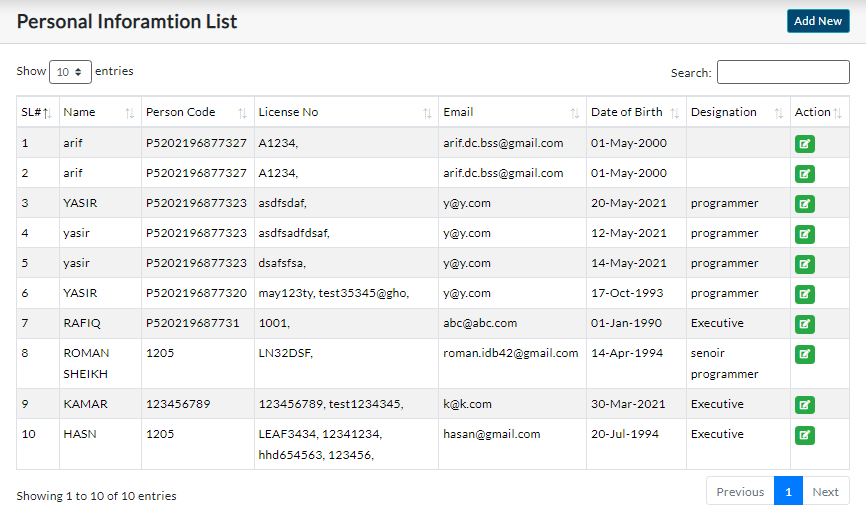 Personal Inforamtion List
Add New
Show 10 entries
Search:
SL# Name Person Code License No Email Date of Birth Designation Action
1 arif P5202196877327 A1234, arif.dc.bss@gmail.com 01-May-2000
2 arif P5202196877327 A1234, arif.dc.bss@gmail.com 01-May-2000
3 YASIR P5202196877323 asdfsdaf, y@y.com 20-May-2021 programmer
4 yasir P5202196877323 asdfsadfdsaf, y@y.com 12-May-2021 programmer
5 yasir P5202196877323 dsafsfsa, y@y.com 14-May-2021 programmer
6 YASIR P5202196877320 may123ty, test35345@gho, y@y.com 17-Oct-1993 programmer
7 RAFIQ P520219687731 1001, abc@abc.com 01-Jan-1990 Executive
8 ROMAN 1205 LN32DSF, roman.idb42@gmail.com 14-Apr-1994 senoir
SHEIKH programmer
9 KAMAR 123456789 123456789, test1234345, k@k.com 30-Mar-2021 Executive
10 HASN 1205 LEAF3434, 12341234, hasan@gmail.com 20-Jul-1994 Executive
hhd654563, 123456,
Showing 1 to 10 of 10 entries
Previous 1 Next